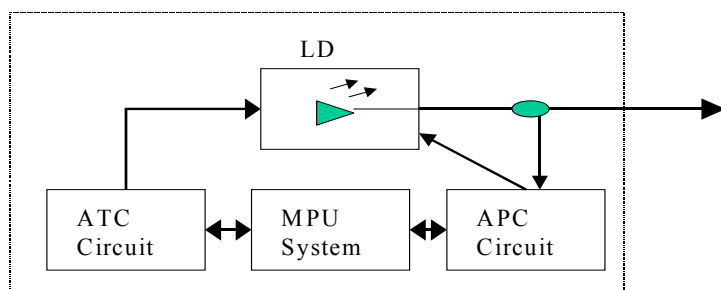 LD
ATC
Circuit
MPU
System
APC
Circuit